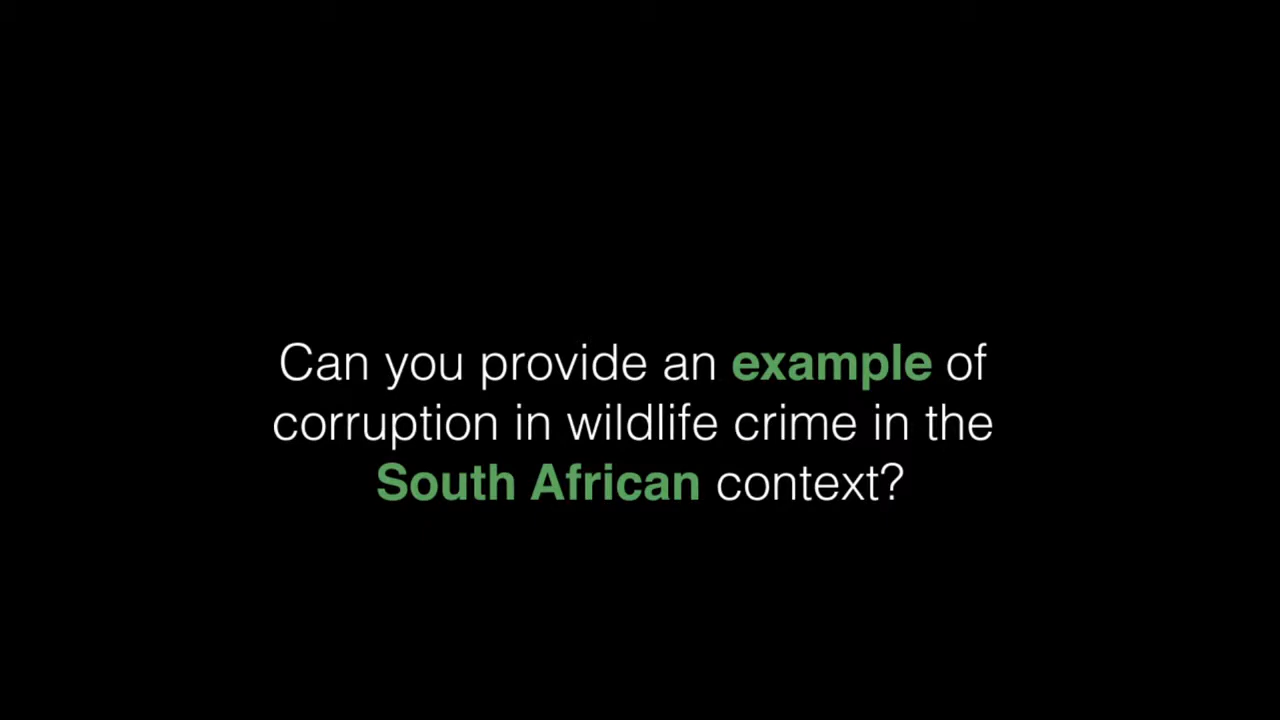 Can you provide an example of
corruption in wildlife crime in the
South African context?